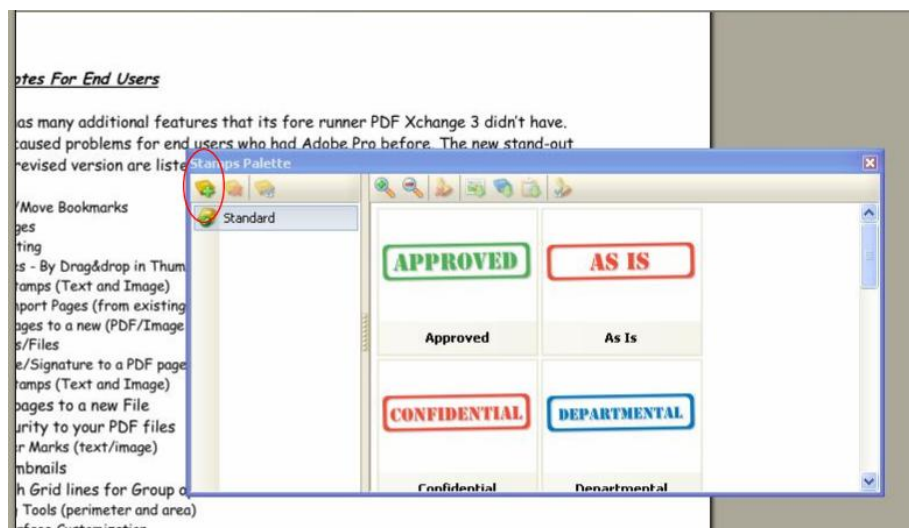 otes For End Users
as many additional features that its fore runner PDF Xchange 3 didn't have.
caused problems for end users who had Adobe Pro before. The new stand-out
revised version are liste
Stamps Palette
Standard
/Move Bookmarks
ges
ting
es - By Drag&drop in Thum
tamps (Text and Image)
mport Pages (from existing
ages to a new (PDF/Image
s/Files
e/Signature to a PDF page
tamps (Text and Image)
pages to a new File
urity to your PDF files
r Marks (text/image)
mbnails
h Grid lines for Group o
Tools (perimeter and area)
rface Customization
APPROVED
AS IS
Approved
As Is
CONFIDENTIAL
DEPARTMENTAL
Confidential
Departmental